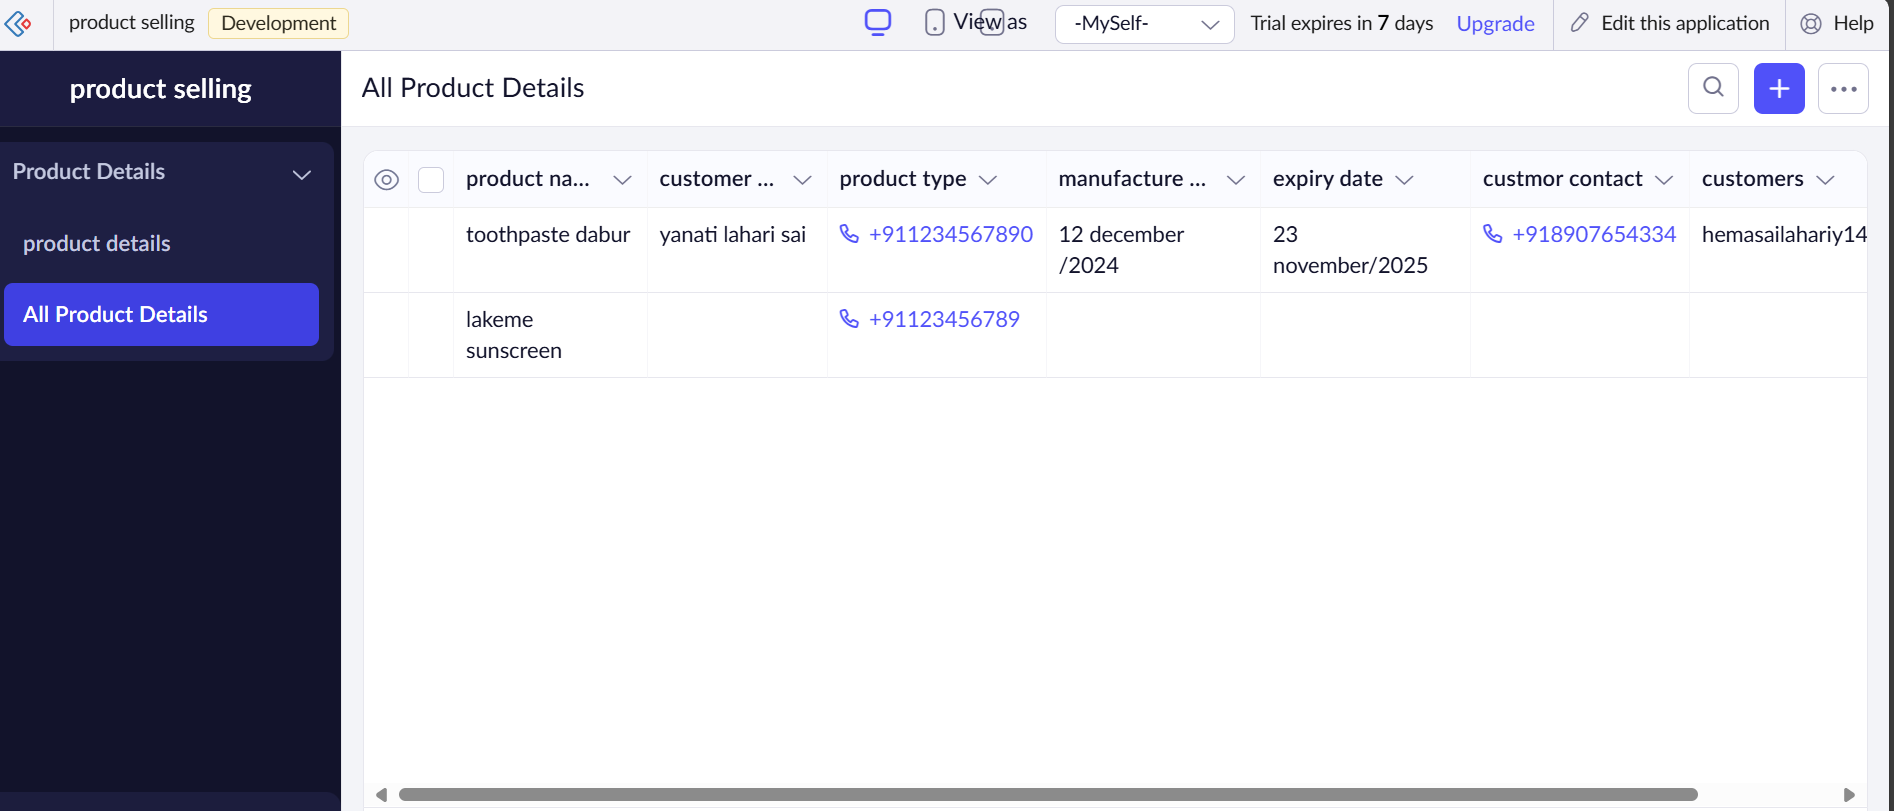 product selling Development View as -MySelf- Trial expires in 7 days Upgrade Edit this application Help
product selling
All Product Details
Product Details
product details
All Product Details
product na... customer ... product type manufacture ... expiry date custmor contact customers
toothpaste dabur yanati lahari sai +911234567890 12 december 23 +918907654334 hemasailahariy14
/2024 november/2025
lakeme +91123456789
sunscreen